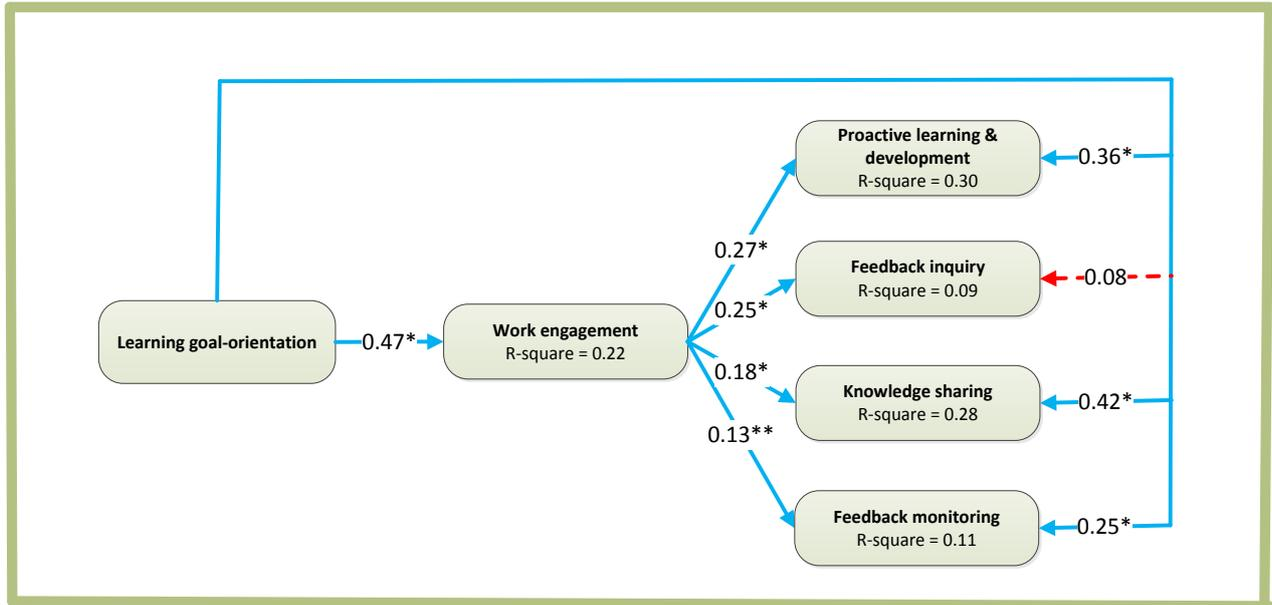 Proactive learning &
development
R-square = 0.30
0.36*
0.27*
Feedback inquiry
R-square = 0.09
0.08
0.25*
Learning goal-orientation
0.47*
Work engagement
R-square = 0.22
0.18*
Knowledge sharing
R-square = 0.28
0.42*
0.13**
Feedback monitoring
R-square = 0.11
0.25*